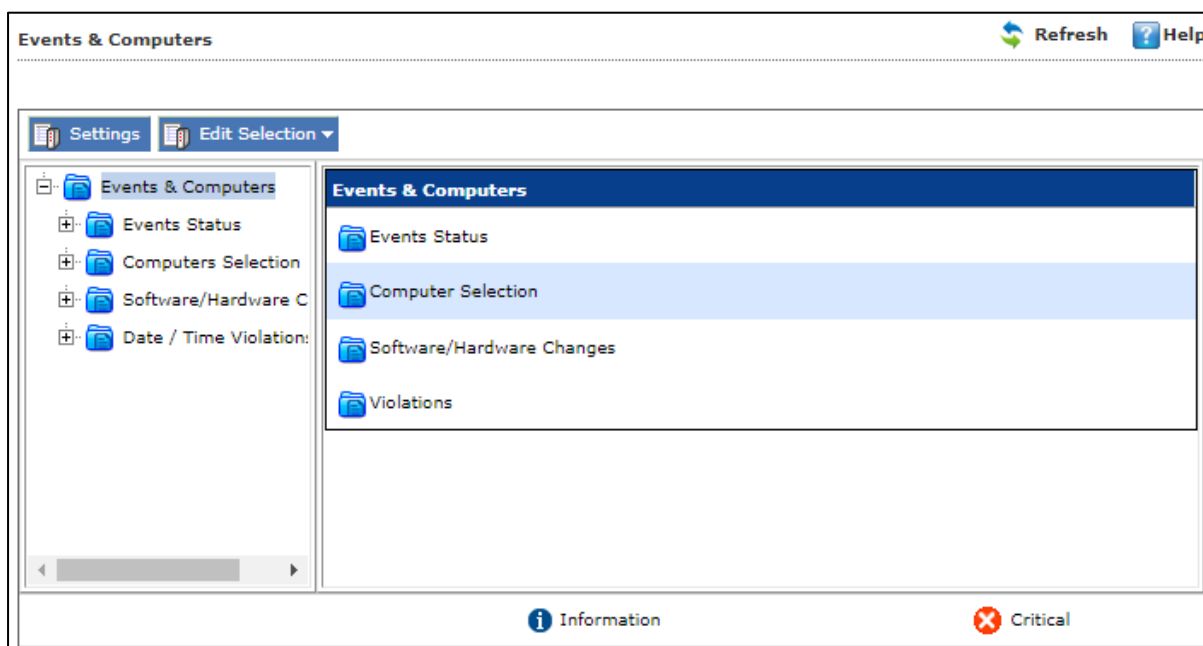 Events & Computers
Refresh
Help
Settings
Edit Selection
Events & Computers
Events Status
Computers Selection
Software/Hardware C
Date / Time Violation
Events & Computers
Events Status
Computer Selection
Software/Hardware Changes
Violations
Information
Critical